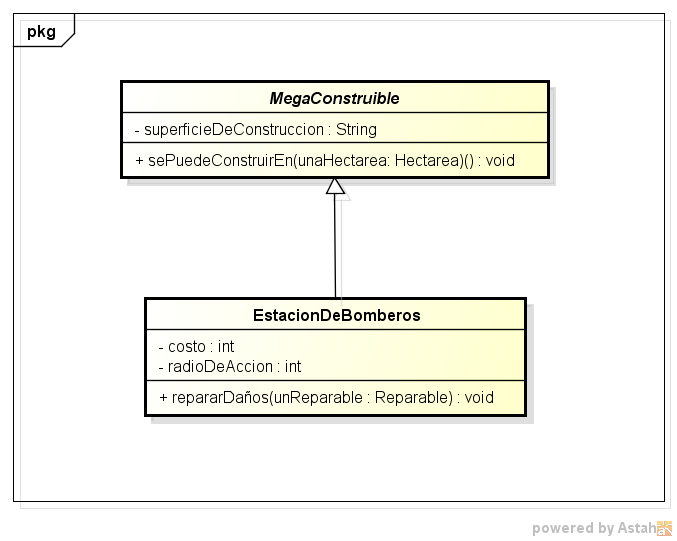 pkg
MegaConstruible
- superficieDeConstruccion : String
+ sePuedeConstruirEn(unaHectarea: Hectarea)() : void
EstacionDeBomberos
- costo : int
- radioDeAccion : int
+ repararDaños(unReparable : Reparable) : void
powered by Astah